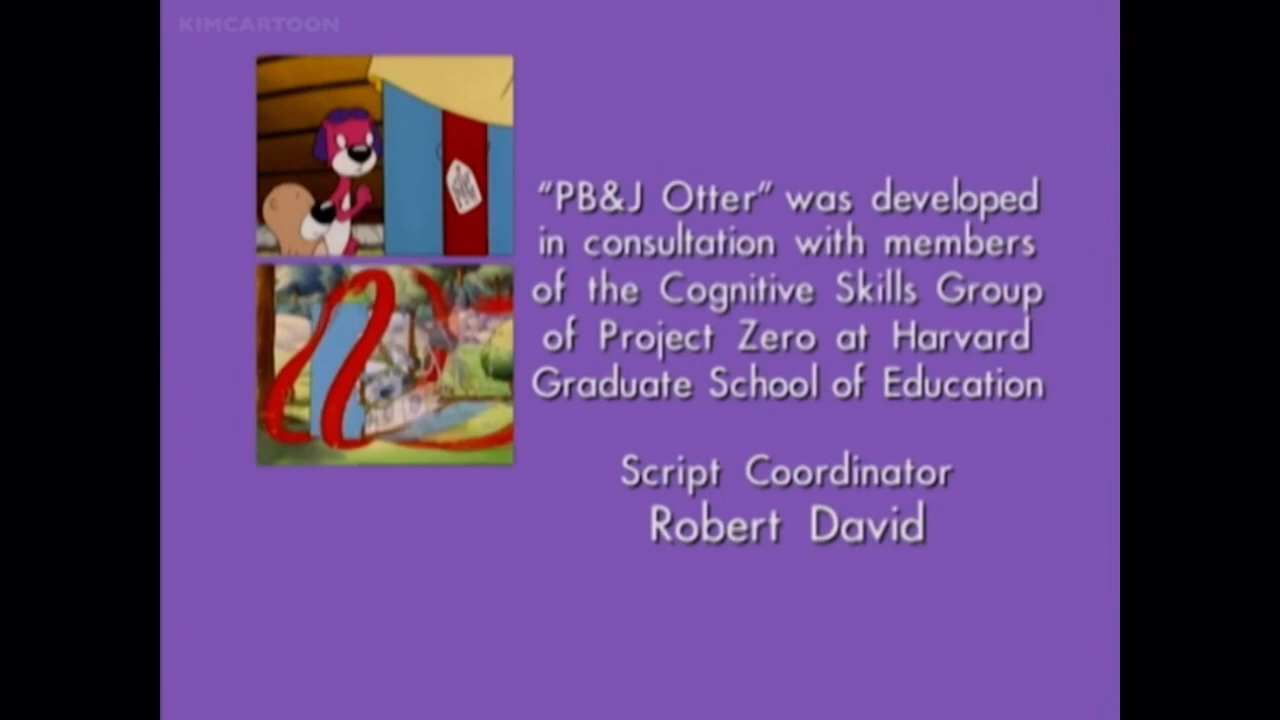 KIMCARTOON
“PB&J Otter” was developed
in consultation with members
of the Cognitive Skills Group
of Project Zero at Harvard
Graduate School of Education
Script Coordinator
Robert David